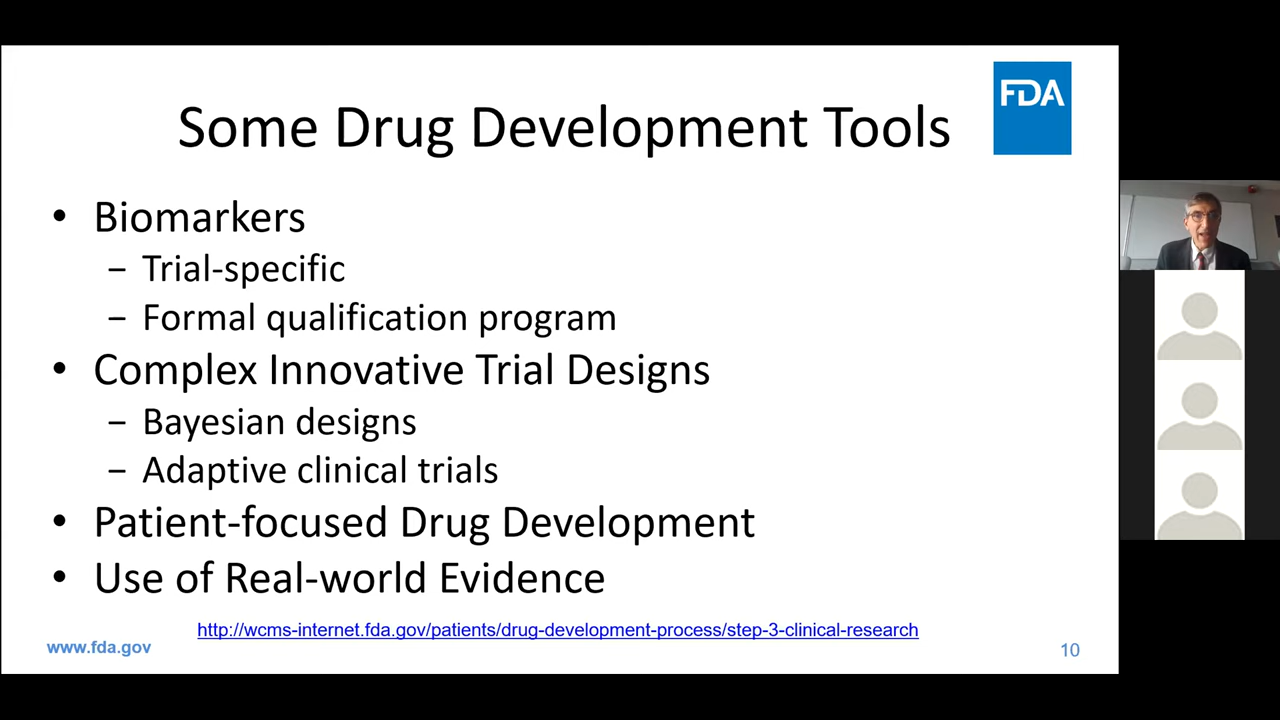 FDA
Some Drug Development Tools
• Biomarkers
– Trial-specific
– Formal qualification program
• Complex Innovative Trial Designs
– Bayesian designs
– Adaptive clinical trials
• Patient-focused Drug Development
• Use of Real-world Evidence
http://wcms-internet.fda.gov/patients/drug-development-process/step-3-clinical-research
www.fda.gov
10